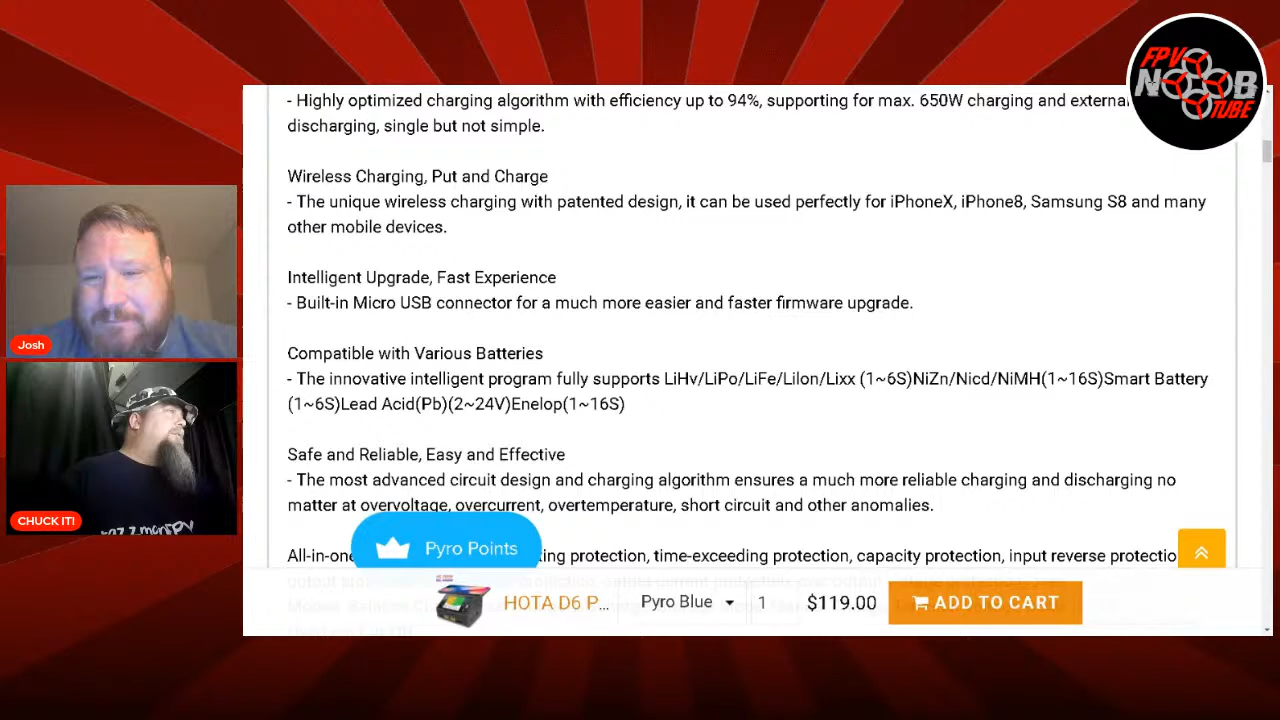 FPV
NOOB
TUBE
- Highly optimized charging algorithm with efficiency up to 94%, supporting for max. 650W charging and external
discharging, single but not simple.
Wireless Charging, Put and Charge
- The unique wireless charging with patented design, it can be used perfectly for iPhoneX, iPhone8, Samsung S8 and many
other mobile devices.
Intelligent Upgrade, Fast Experience
- Built-in Micro USB connector for a much more easier and faster firmware upgrade.
Compatible with Various Batteries
- The innovative intelligent program fully supports LiHv/LiPo/LiFe/LiIon/Lixx (1~6S)NiZn/Nicd/NiMH(1~16S)Smart Battery
(1~6S)Lead Acid(Pb)(2~24V)Enelop(1~16S)
Safe and Reliable, Easy and Effective
- The most advanced circuit design and charging algorithm ensures a much more reliable charging and discharging no
matter at overvoltage, overcurrent, overtemperature, short circuit and other anomalies.
All-in-one protection, time-exceeding protection, capacity protection, input reverse
Pyro Points
HOTA D6 P... Pyro Blue 1 $119.00 ADD TO CART
Josh
CHUCK IT!